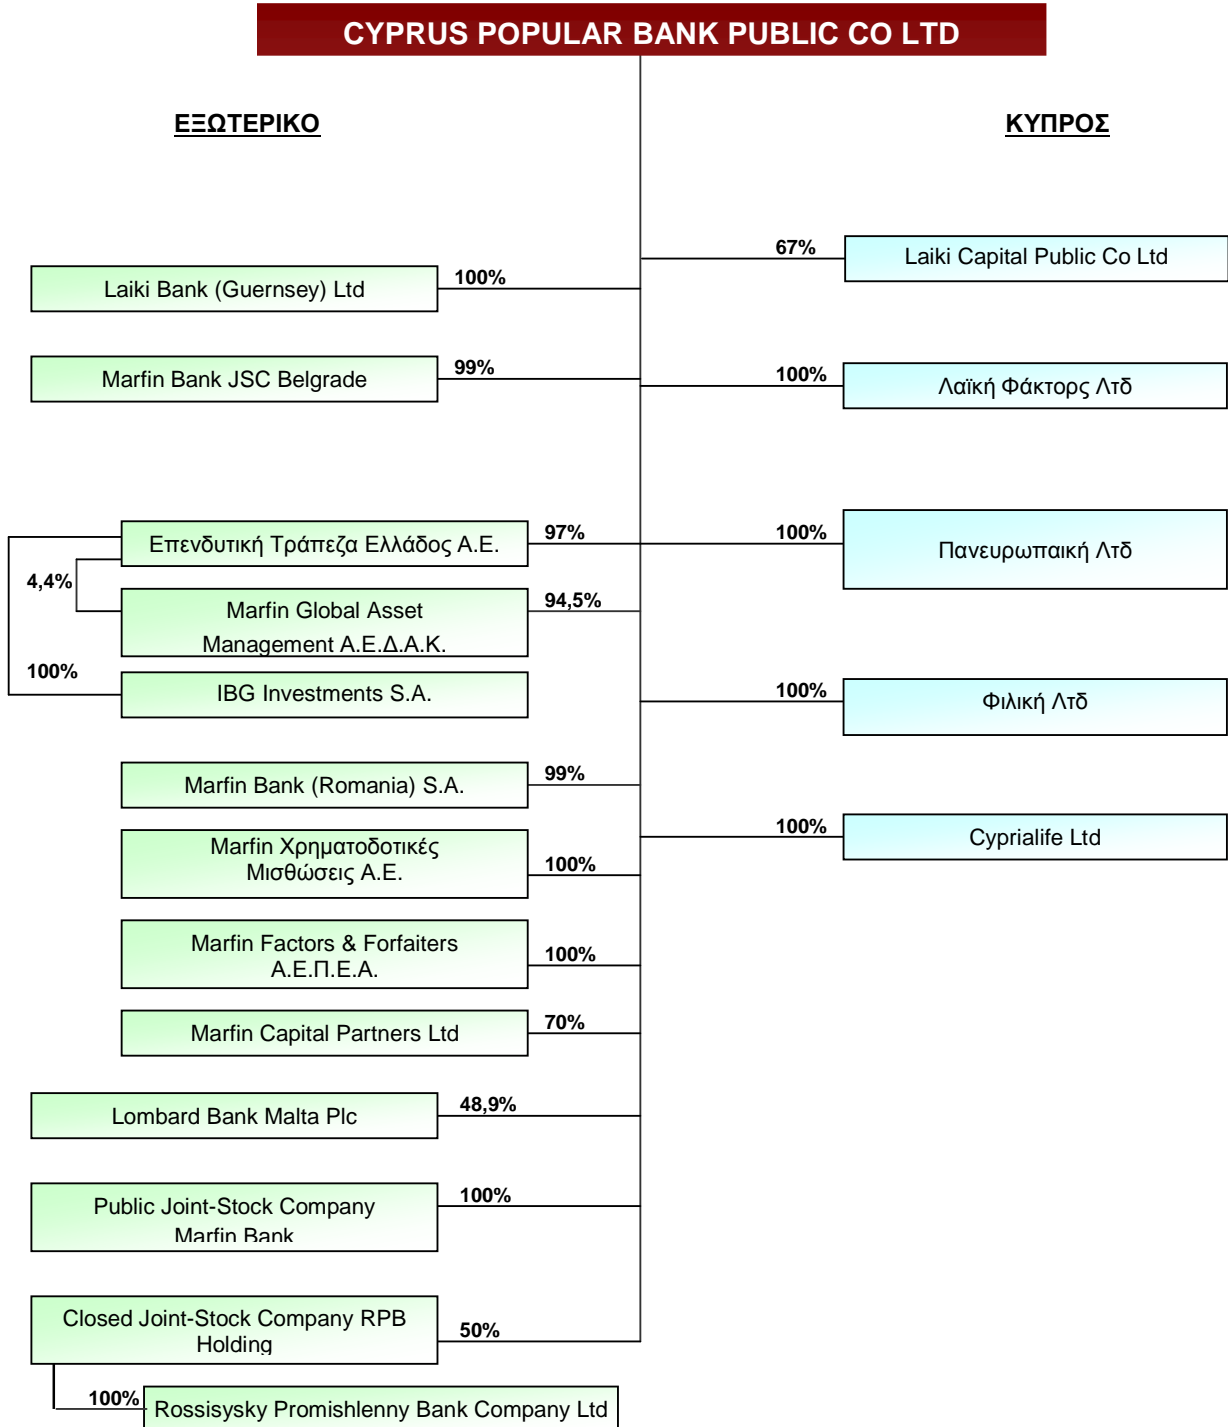 CYPRUS POPULAR BANK PUBLIC CO LTD
ΕΞΩΤΕΡΙΚΟ
ΚΥΠΡΟΣ
67%
Laiki Capital Public Co Ltd
Laiki Bank (Guernsey) Ltd
100%
Marfin Bank JSC Belgrade
99%
100%
Λαϊκή Φάκτορς Λτδ
Επενδυτική Τράπεζα Ελλάδος Α.Ε.
97%
100%
Πανευρωπαική Λτδ
4,4%
Marfin Global Asset
Management Α.Ε.Δ.Α.Κ.
94,5%
100%
IBG Investments S.A.
100%
Φιλική Λτδ
Marfin Bank (Romania) S.A.
99%
100%
Cyprialife Ltd
Marfin Χρηματοδοτικές
Μισθώσεις Α.Ε.
100%
Marfin Factors & Forfaiters
Α.Ε.Π.Ε.Α.
100%
Marfin Capital Partners Ltd
70%
Lombard Bank Malta Plc
48,9%
Public Joint-Stock Company
Marfin Bank
100%
Closed Joint-Stock Company RPB
Holding
50%
100%
Rossisysky Promishlenny Bank Company Ltd